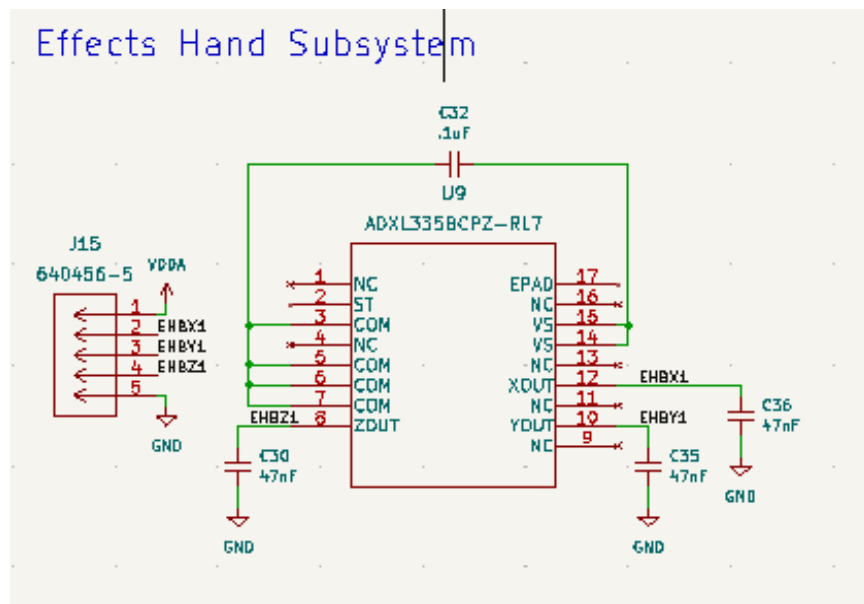 Effects Hand Subsystem
C32
.1uF
U9
ADXL335BCPZ-RL7
J15
640456-5
VDDA
1
2 EHBX1
3 EHBY1
4 EHBZ1
5
GND
1 NC
2 ST
3 COM
4 NC
5 COM
6 COM
7 COM
EHBZ1 8 ZOUT
EPAD 17
NC 16
VS 15
VS 14
NC 13
XOUT 12 EHBX1
NC 11
YOUT 10 EHBY1
NC 9
C30
47nF
GND
C35
47nF
GND
C36
47nF
GND